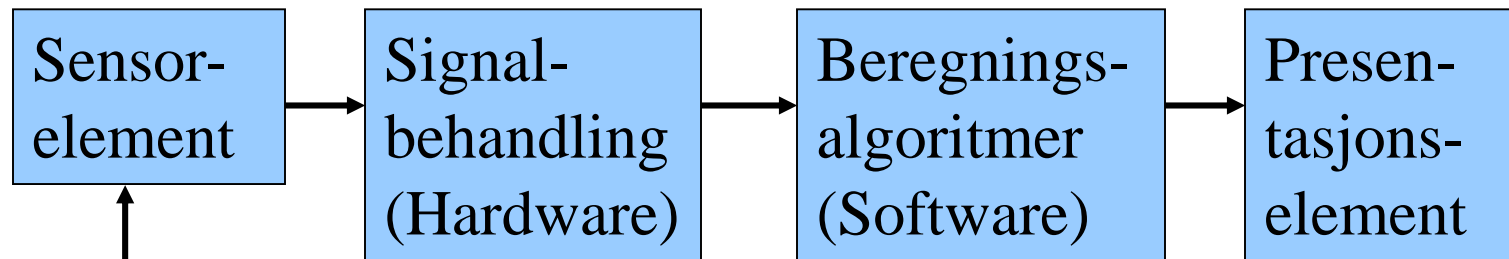 Sensor-
element
Signal-
behandling
(Hardware)
Beregnings-
algoritmer
(Software)
Presen-
tasjons-
element